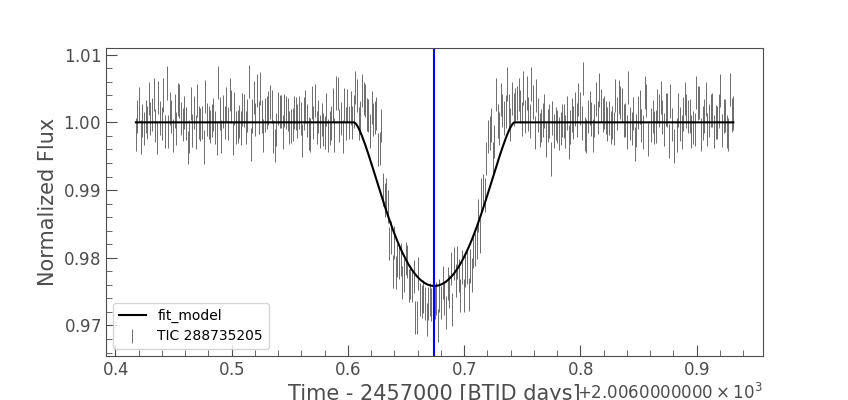 1.01
1.00
0.99
0.98
0.97
Normalized Flux
fit_model
TIC 288735205
0.4 0.5 0.6 0.7 0.8 0.9
Time - 2457000 [BTJD days]
+2.0060000000 × 10³